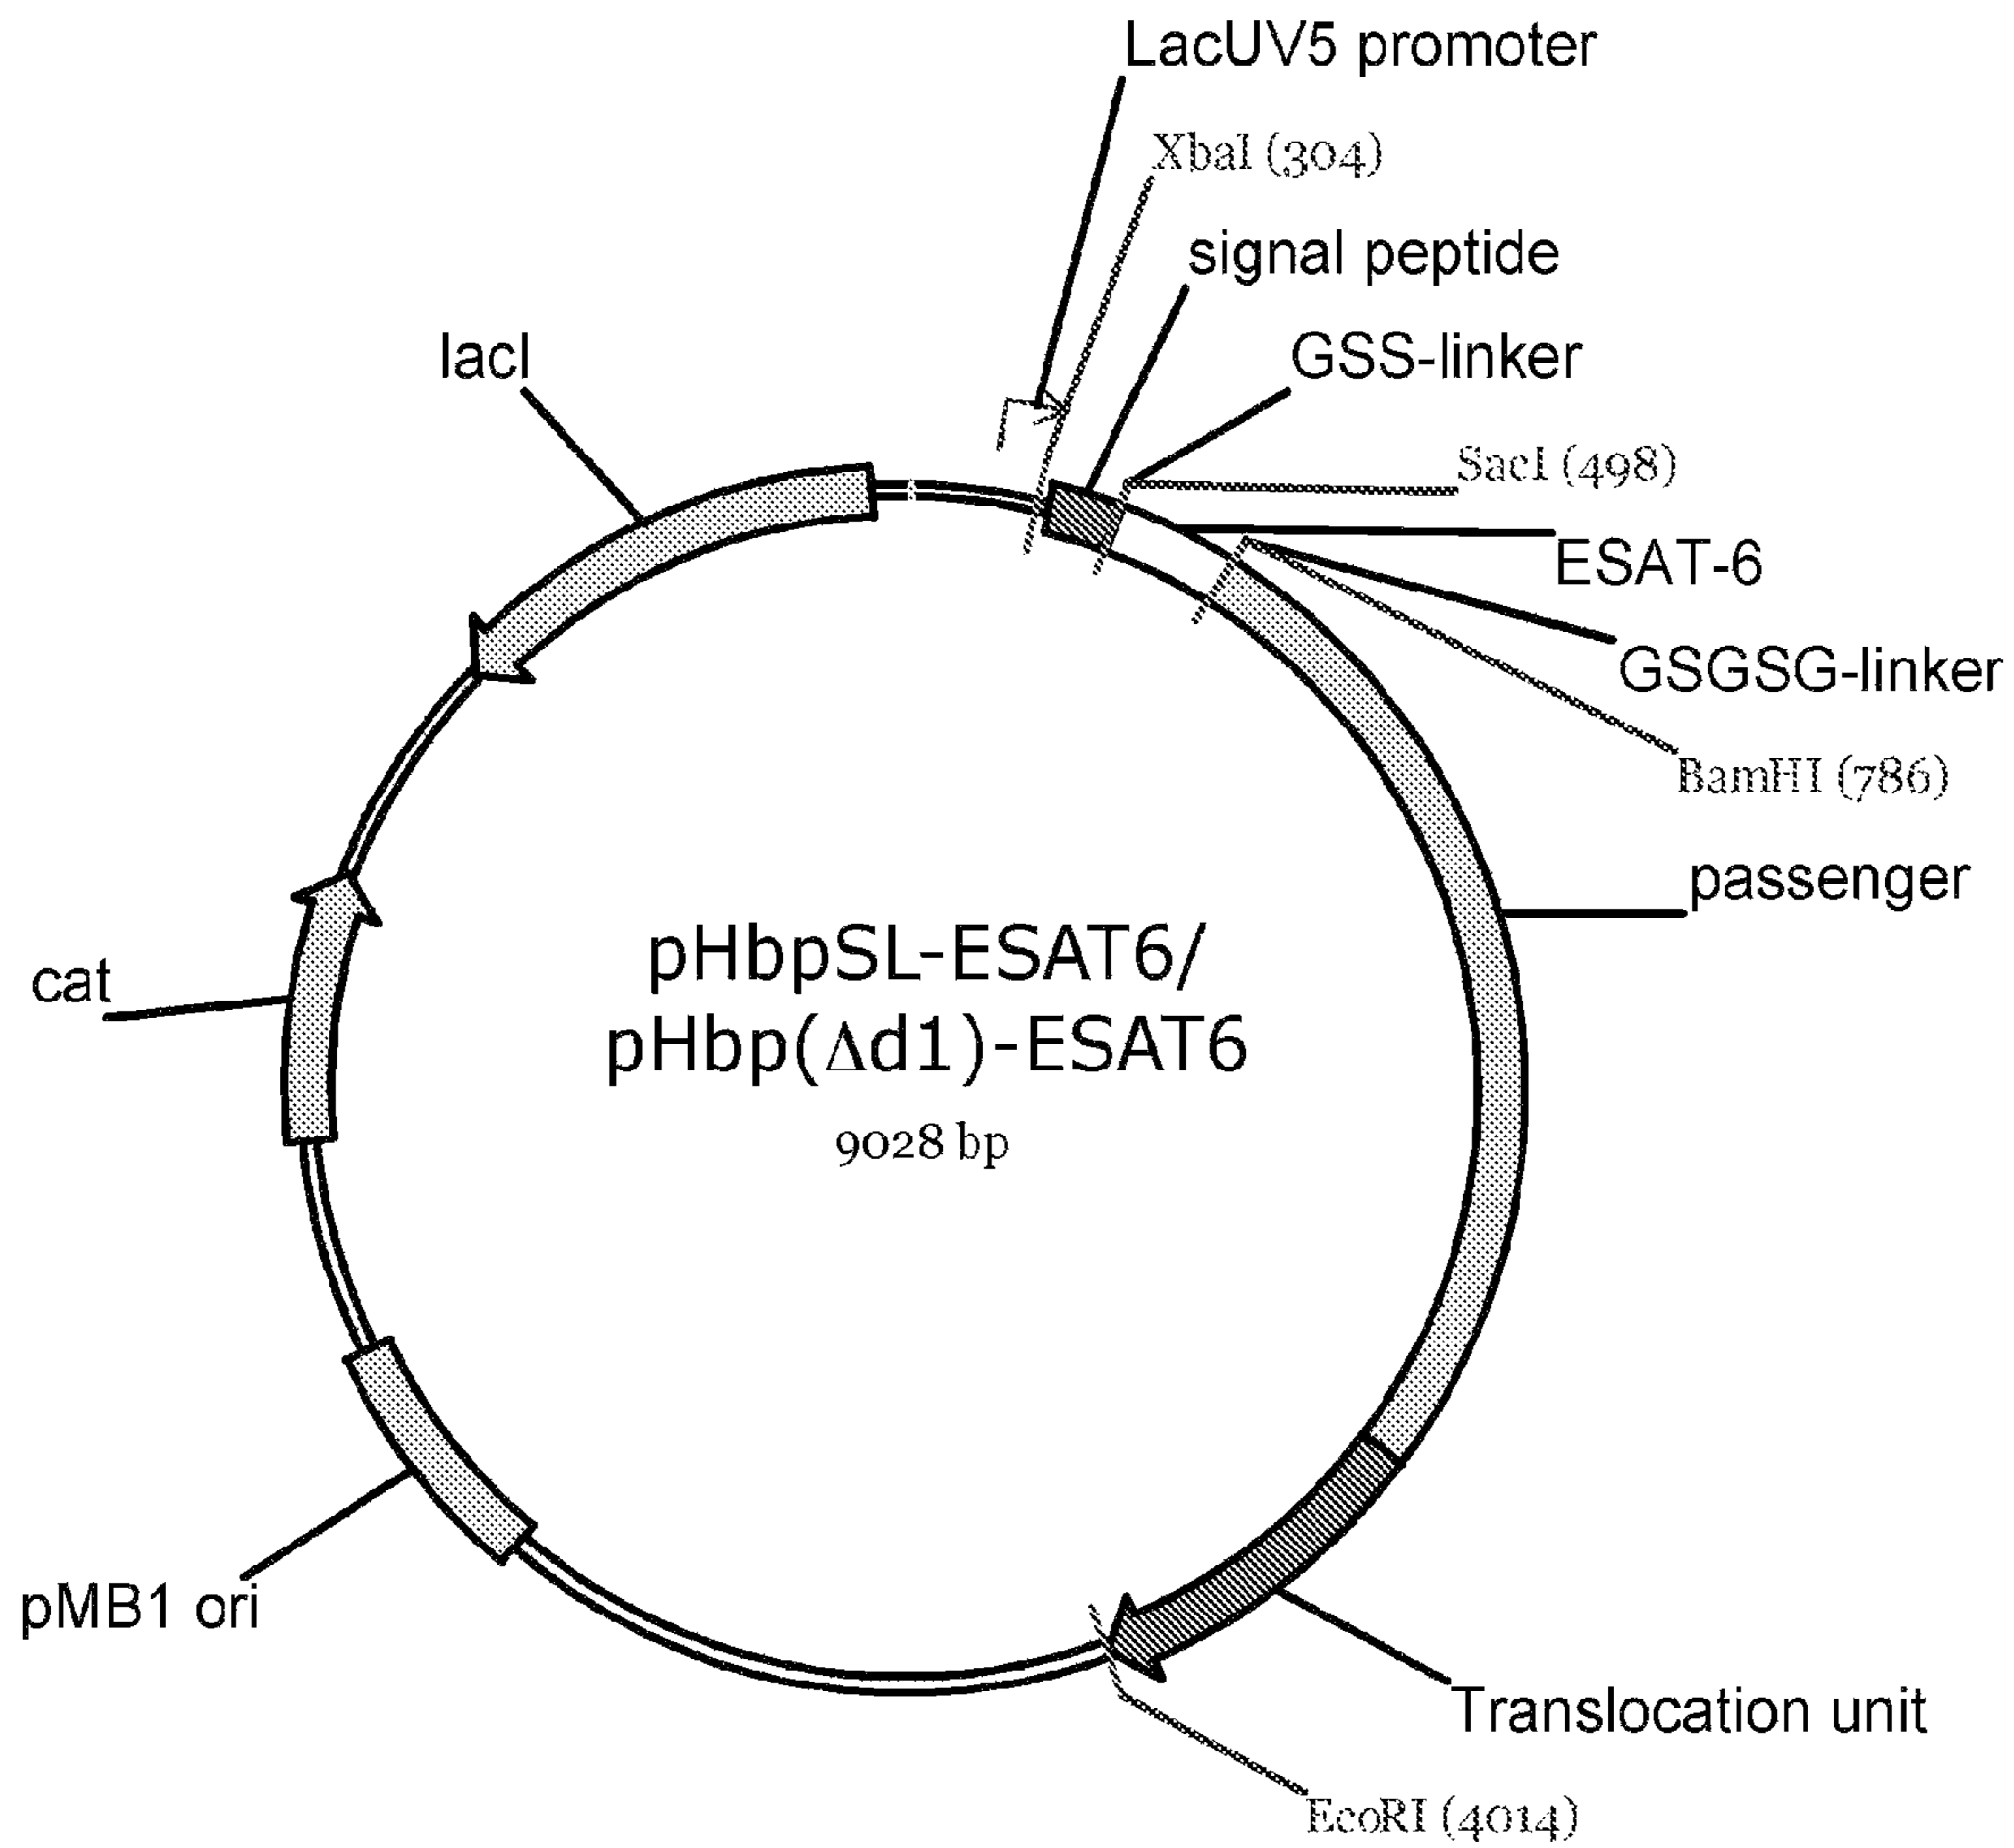 LacUV5 promoter
XbaI (304)
signal peptide
GSS-linker
lacI
SacI (498)
ESAT-6
GSGSG-linker
BamHI (786)
passenger
pHbpSL-ESAT6/
pHbp(Δd1)-ESAT6
9028 bp
cat
pMB1 ori
Translocation unit
EcoRI (4014)